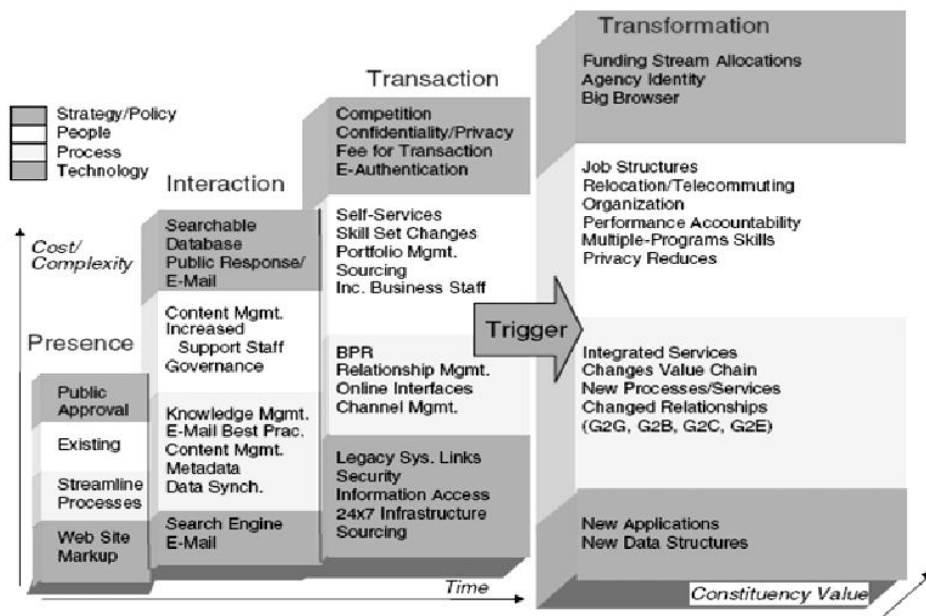 Transformation
Funding Stream Allocations
Agency Identity
Big Browser
Job Structures
Relocation/Telecommuting
Organization
Performance Accountability
Multiple-Programs Skills
Privacy Reduces
Integrated Services
Changes Value Chain
New Processes/Services
Changed Relationships
(G2G, G2B, G2C, G2E)
New Applications
New Data Structures
Transaction
Competition
Confidentiality/Privacy
Fee for Transaction
E-Authentication
Self-Services
Skill Set Changes
Portfolio Mgmt.
Sourcing
Inc. Business Staff
BPR
Relationship Mgmt.
Online Interfaces
Channel Mgmt.
Legacy Sys. Links
Security
Information Access
24x7 Infrastructure
Sourcing
Trigger
Strategy/Policy
People
Process
Technology
Interaction
Searchable
Database
Public Response/
E-Mail
Content Mgmt.
Increased
Support Staff
Governance
Knowledge Mgmt.
E-Mail Best Prac.
Content Mgmt.
Metadata
Data Synch.
Search Engine
E-Mail
Cost/
Complexity
Presence
Public
Approval
Existing
Streamline
Processes
Web Site
Markup
Time
Constituency Value